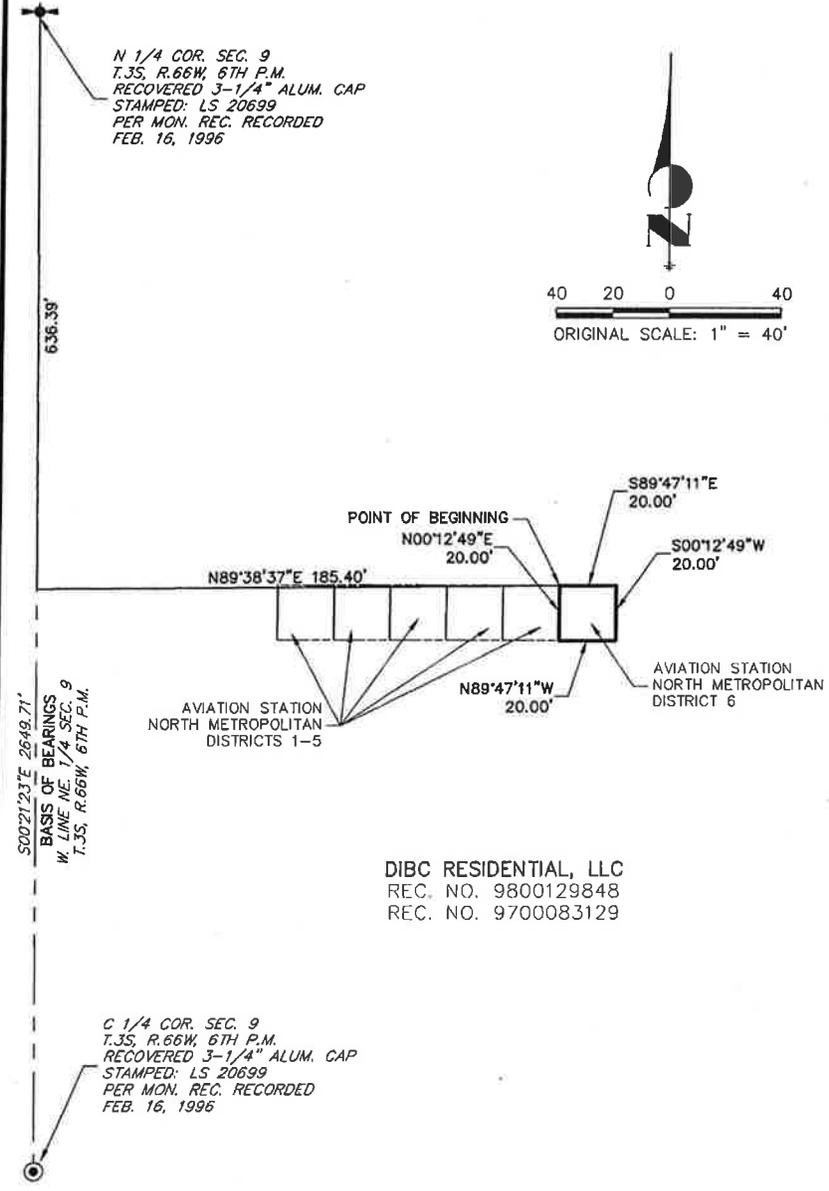 N 1/4 COR. SEC. 9
T.3S, R.66W, 6TH P.M.
RECOVERED 3-1/4" ALUM. CAP
STAMPED: LS 20699
PER MON. REC. RECORDED
FEB. 16, 1996
N
40 20 0 40
ORIGINAL SCALE: 1" = 40'
636.39'
S89°47'11"E
20.00'
POINT OF BEGINNING
N00°12'49"E
20.00'
S00°12'49"W
20.00'
N89°38'37"E 185.40'
AVIATION STATION
NORTH METROPOLITAN
DISTRICT 6
N89°47'11"W
20.00'
AVIATION STATION
NORTH METROPOLITAN
DISTRICTS 1-5
S00°21'23"E 2649.71'
BASIS OF BEARINGS
W. LINE NE. 1/4 SEC. 9
T.3S, R.66W, 6TH P.M.
DIBC RESIDENTIAL, LLC
REC. NO. 9800129848
REC. NO. 9700083129
C 1/4 COR. SEC. 9
T.3S, R.66W, 6TH P.M.
RECOVERED 3-1/4" ALUM. CAP
STAMPED: LS 20699
PER MON. REC. RECORDED
FEB. 16, 1996